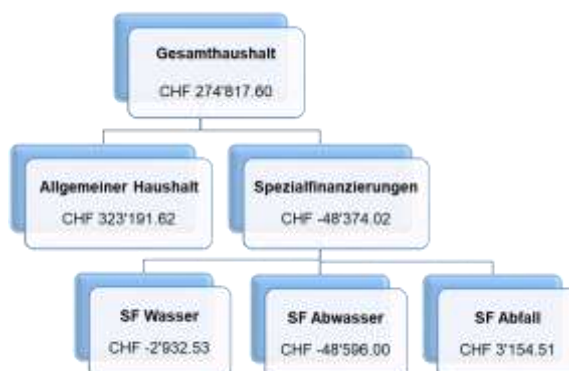 Gesamthaushalt
CHF 274'817.60
Allgemeiner Haushalt
CHF 323'191.62
Spezialfinanzierungen
CHF -48'374.02
SF Wasser
CHF -2'932.53
SF Abwasser
CHF -48'596.00
SF Abfall
CHF 3'154.51